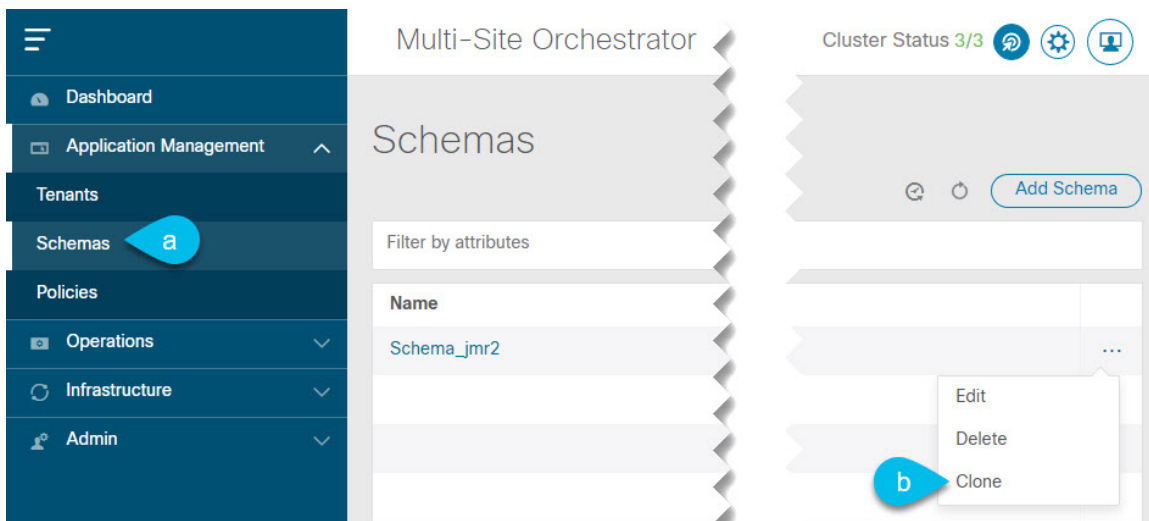 Multi-Site Orchestrator
Cluster Status 3/3
Dashboard
Application Management
Tenants
Schemas
a
Policies
Operations
Infrastructure
Admin
Schemas
Add Schema
Filter by attributes
Name
Schema_jmr2
...
Edit
Delete
b
Clone